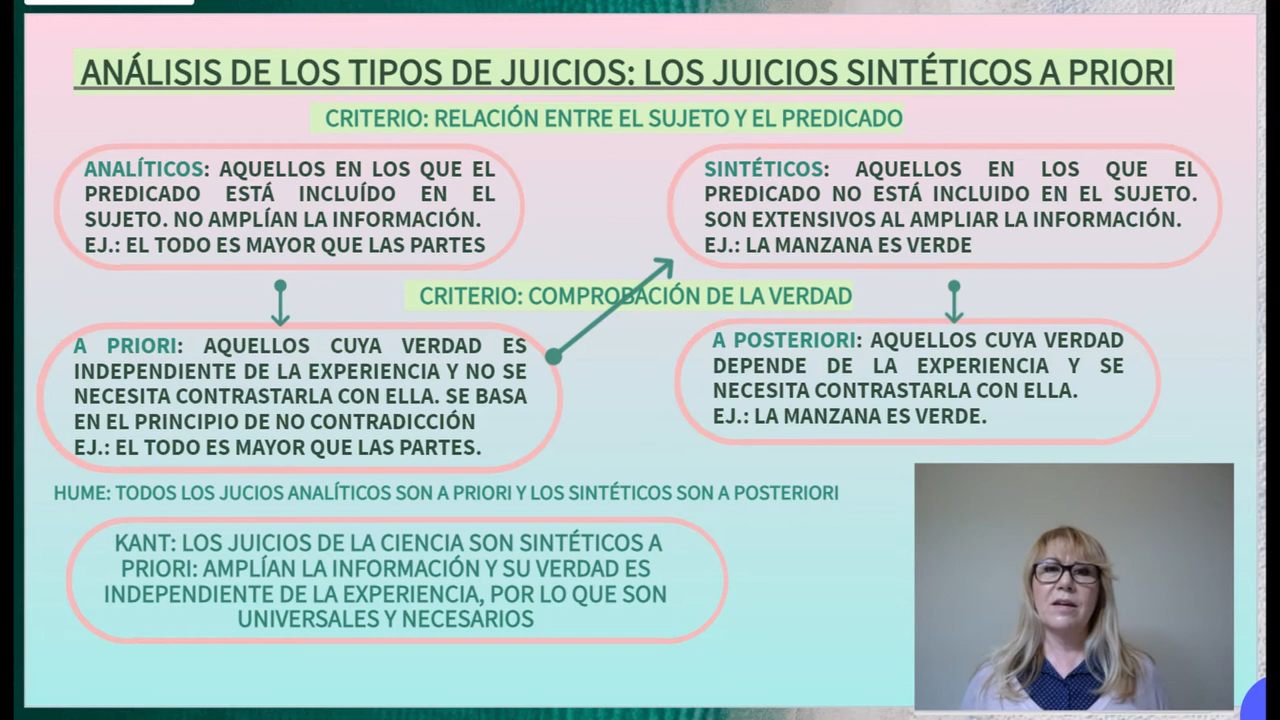 ANÁLISIS DE LOS TIPOS DE JUICIOS: LOS JUICIOS SINTÉTICOS A PRIORI
CRITERIO: RELACIÓN ENTRE EL SUJETO Y EL PREDICADO
ANALÍTICOS: AQUELLOS EN LOS QUE EL
PREDICADO ESTÁ INCLUÍDO EN EL
SUJETO. NO AMPLÍAN LA INFORMACIÓN.
EJ.: EL TODO ES MAYOR QUE LAS PARTES
SINTÉTICOS: AQUELLOS EN LOS QUE EL
PREDICADO NO ESTÁ INCLUIDO EN EL SUJETO.
SON EXTENSIVOS AL AMPLIAR LA INFORMACIÓN.
EJ.: LA MANZANA ES VERDE
CRITERIO: COMPROBACIÓN DE LA VERDAD
A PRIORI: AQUELLOS CUYA VERDAD ES
INDEPENDIENTE DE LA EXPERIENCIA Y NO SE
NECESITA CONTRASTARLA CON ELLA. SE BASA
EN EL PRINCIPIO DE NO CONTRADICCIÓN
EJ.: EL TODO ES MAYOR QUE LAS PARTES.
A POSTERIORI: AQUELLOS CUYA VERDAD
DEPENDE DE LA EXPERIENCIA Y SE
NECESITA CONTRASTARLA CON ELLA.
EJ.: LA MANZANA ES VERDE.
HUME: TODOS LOS JUCIOS ANALÍTICOS SON A PRIORI Y LOS SINTÉTICOS SON A POSTERIORI
KANT: LOS JUICIOS DE LA CIENCIA SON SINTÉTICOS A
PRIORI: AMPLÍAN LA INFORMACIÓN Y SU VERDAD ES
INDEPENDIENTE DE LA EXPERIENCIA, POR LO QUE SON
UNIVERSALES Y NECESARIOS